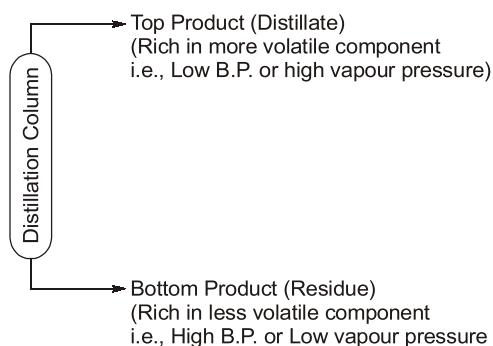 Top Product (Distillate)
(Rich in more volatile component
i.e., Low B.P. or high vapour pressure)
Distillation Column
Bottom Product (Residue)
(Rich in less volatile component
i.e., High B.P. or Low vapour pressure